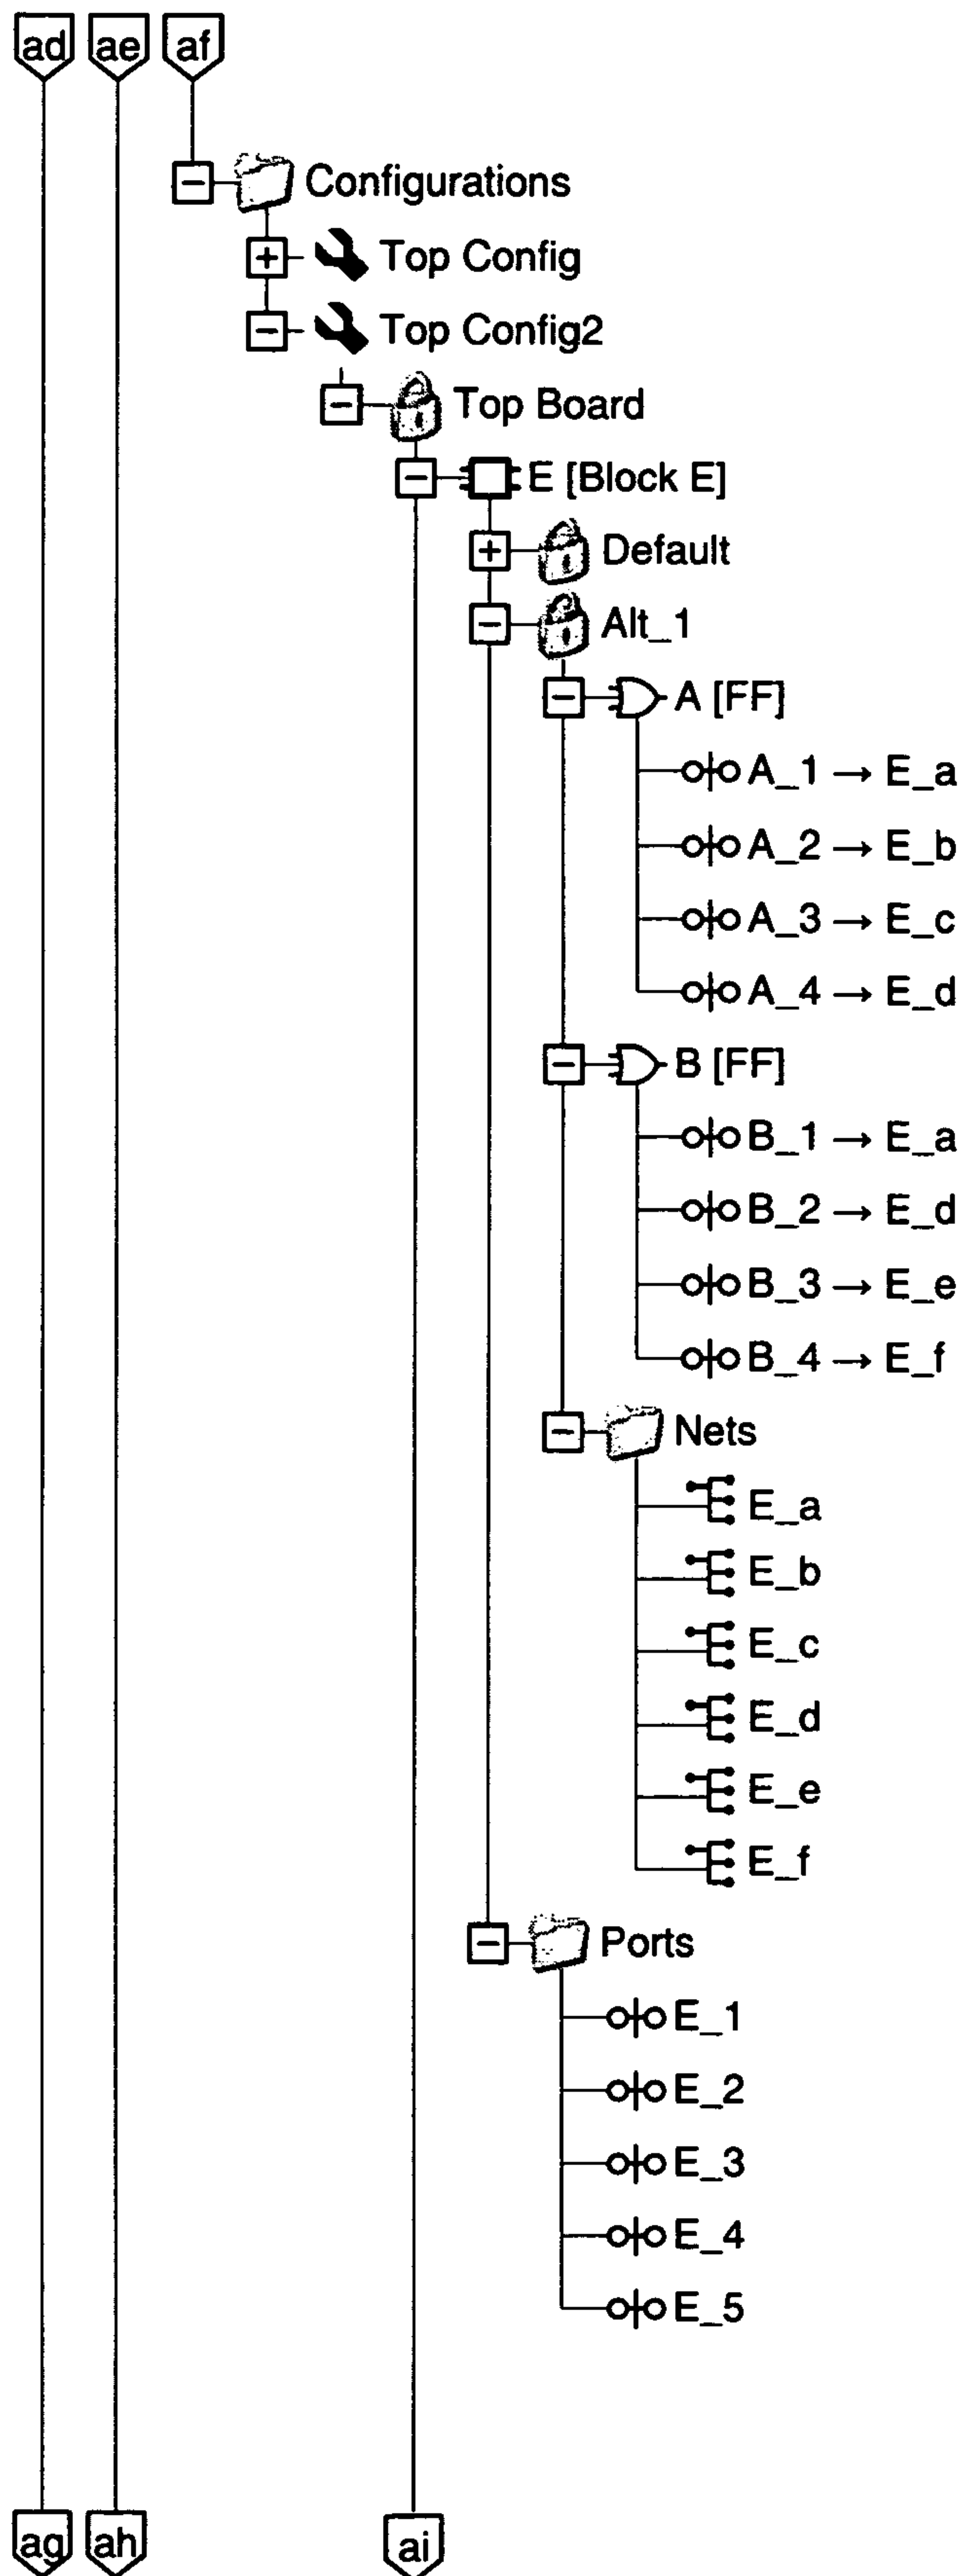 ad ae af
Configurations
Top Config
Top Config2
Top Board
E [Block E]
Default
Alt_1
A [FF]
A_1 → E_a
A_2 → E_b
A_3 → E_c
A_4 → E_d
B [FF]
B_1 → E_a
B_2 → E_d
B_3 → E_e
B_4 → E_f
Nets
E_a
E_b
E_c
E_d
E_e
E_f
Ports
E_1
E_2
E_3
E_4
E_5
ag ah ai